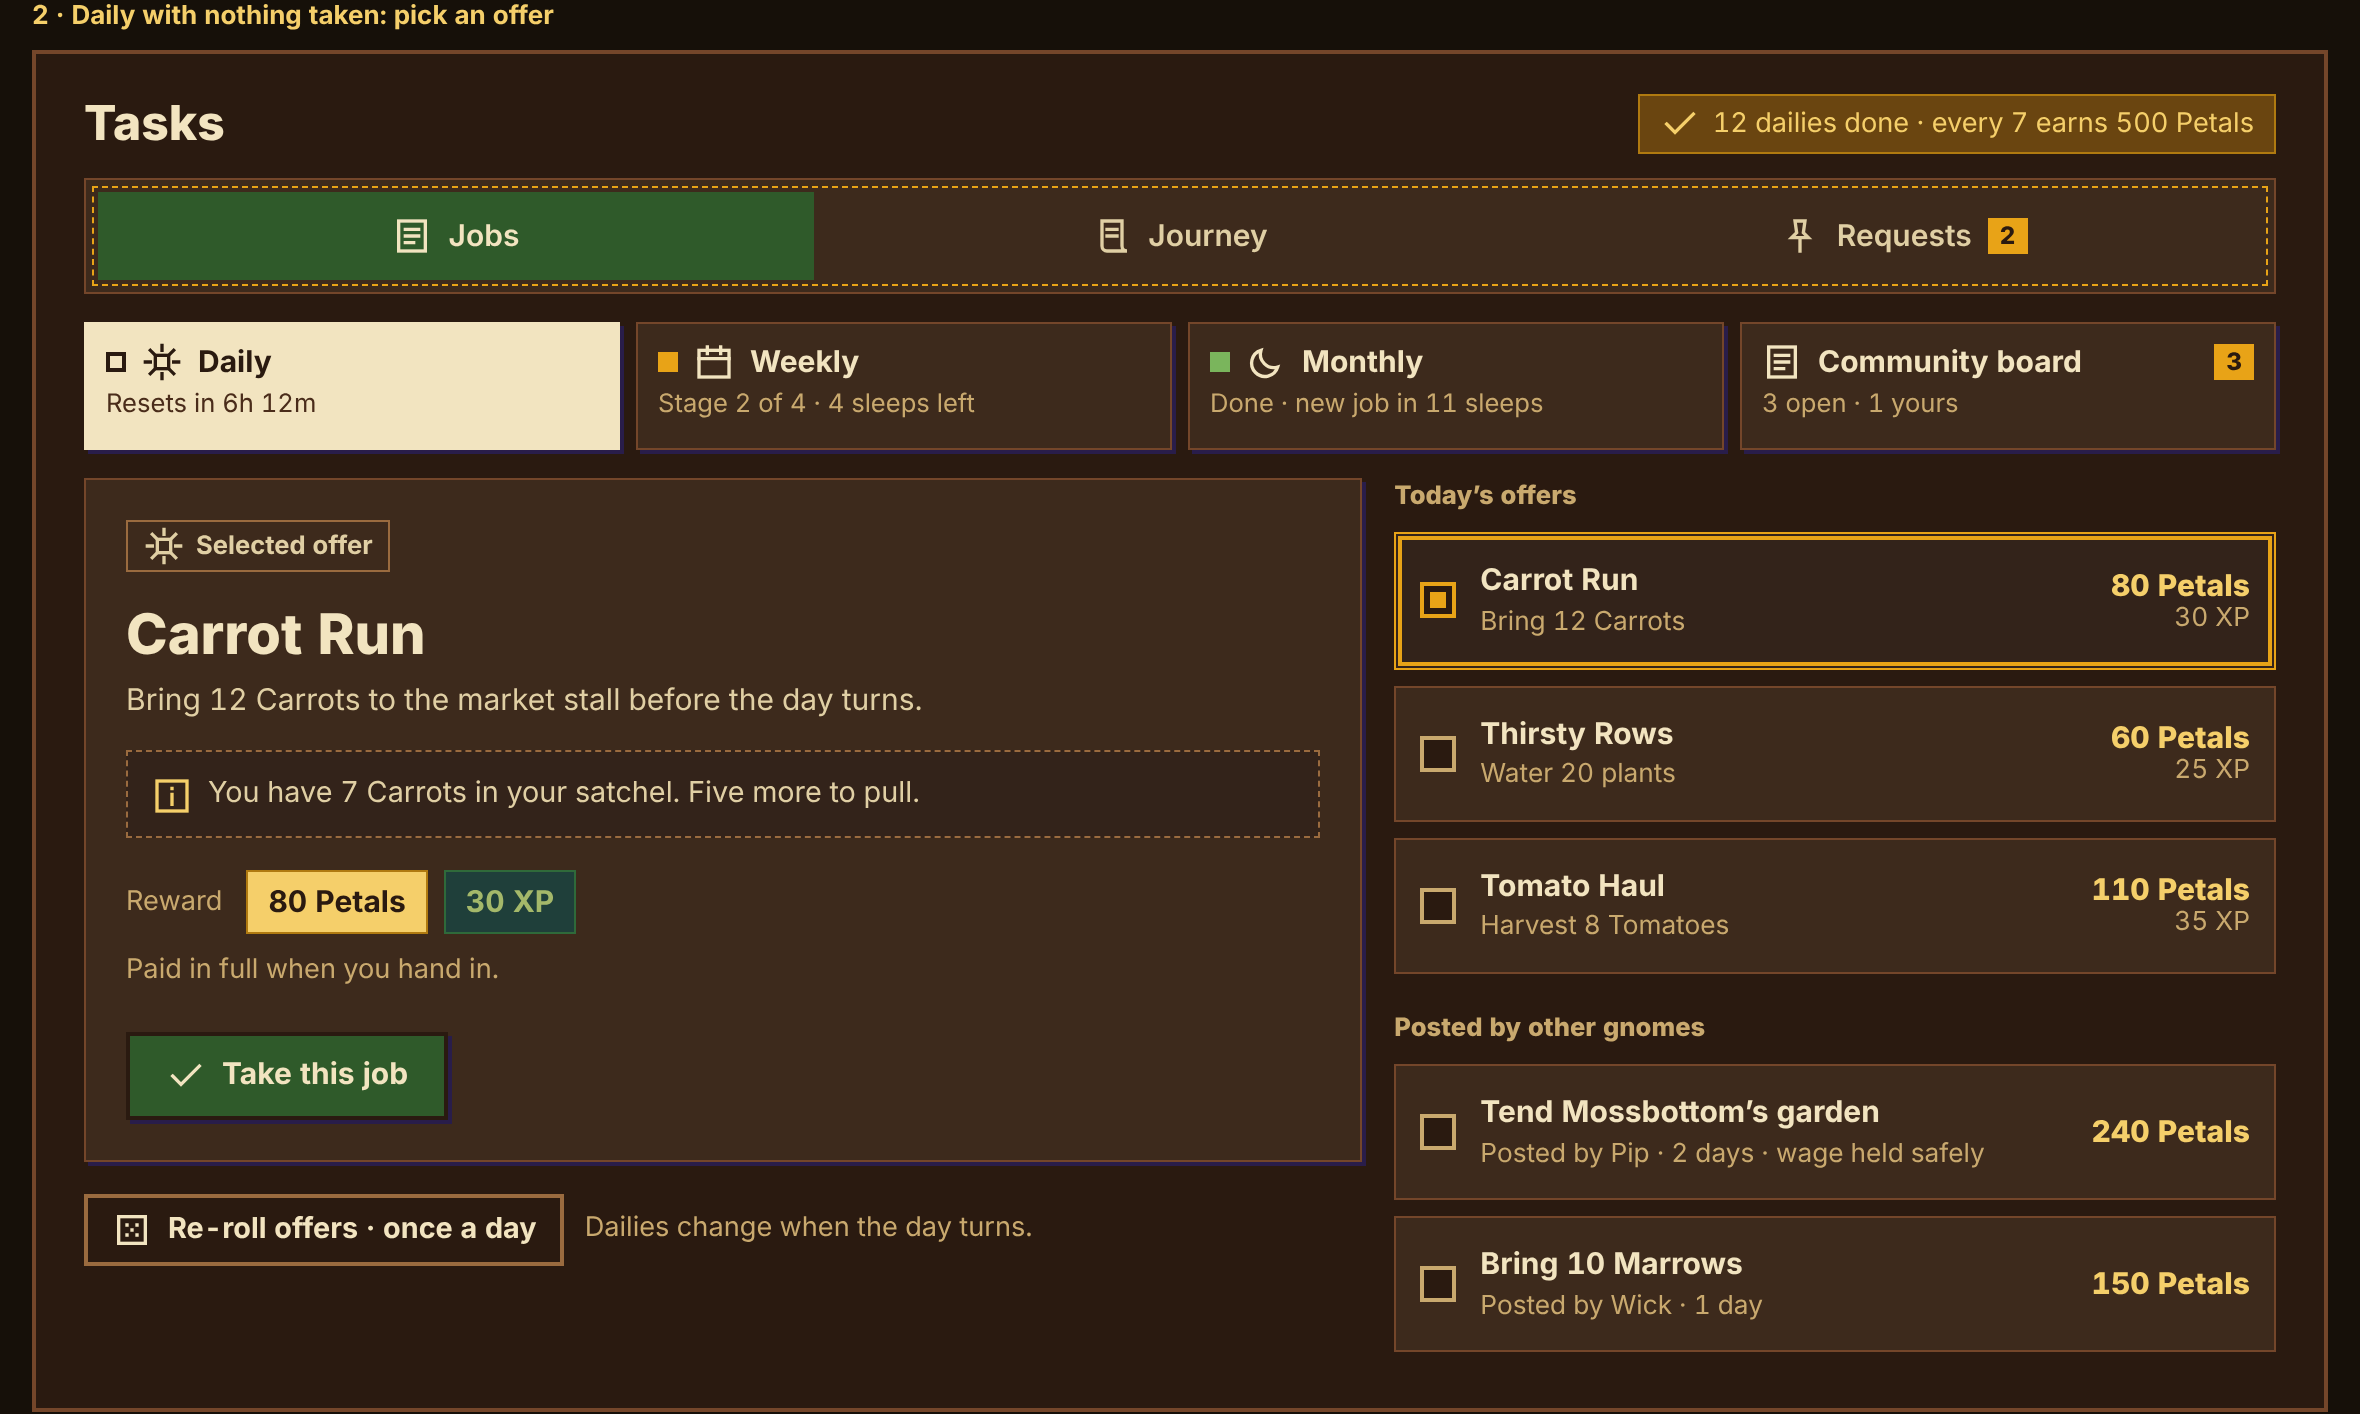 2 · Daily with nothing taken: pick an offer
Tasks
12 dailies done · every 7 earns 500 Petals
Jobs
Journey
Requests 2
Daily
Resets in 6h 12m
Weekly
Stage 2 of 4 · 4 sleeps left
Monthly
Done · new job in 11 sleeps
Community board 3
3 open · 1 yours
Selected offer
Carrot Run
Bring 12 Carrots to the market stall before the day turns.
You have 7 Carrots in your satchel. Five more to pull.
Reward 80 Petals 30 XP
Paid in full when you hand in.
Take this job
Re-roll offers · once a day
Dailies change when the day turns.
Today’s offers
Carrot Run
Bring 12 Carrots
80 Petals
30 XP
Thirsty Rows
Water 20 plants
60 Petals
25 XP
Tomato Haul
Harvest 8 Tomatoes
110 Petals
35 XP
Posted by other gnomes
Tend Mossbottom’s garden
Posted by Pip · 2 days · wage held safely
240 Petals
Bring 10 Marrows
Posted by Wick · 1 day
150 Petals